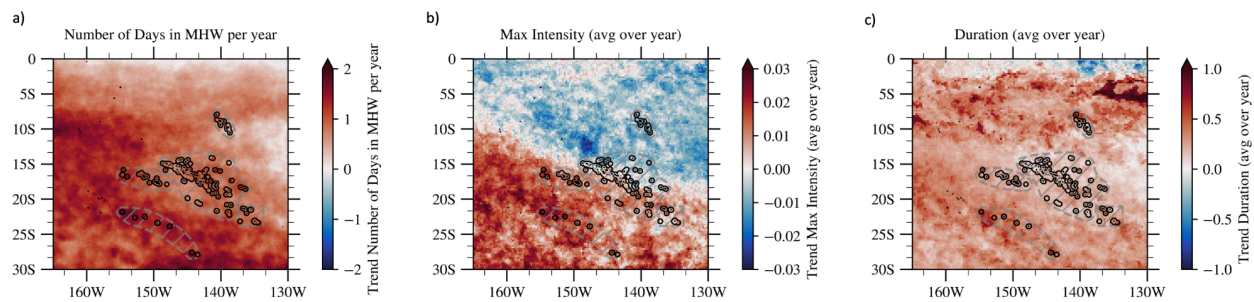 a)
Number of Days in MHW per year
0
5S
10S
15S
20S
25S
30S
160W 150W 140W 130W
2
1
0
−1
−2
Trend Number of Days in MHW per year
b)
Max Intensity (avg over year)
0
5S
10S
15S
20S
25S
30S
160W 150W 140W 130W
0.03
0.02
0.01
0.00
−0.01
−0.02
−0.03
Trend Max Intensity (avg over year)
c)
Duration (avg over year)
0
5S
10S
15S
20S
25S
30S
160W 150W 140W 130W
1.0
0.5
0.0
−0.5
−1.0
Trend Duration (avg over year)